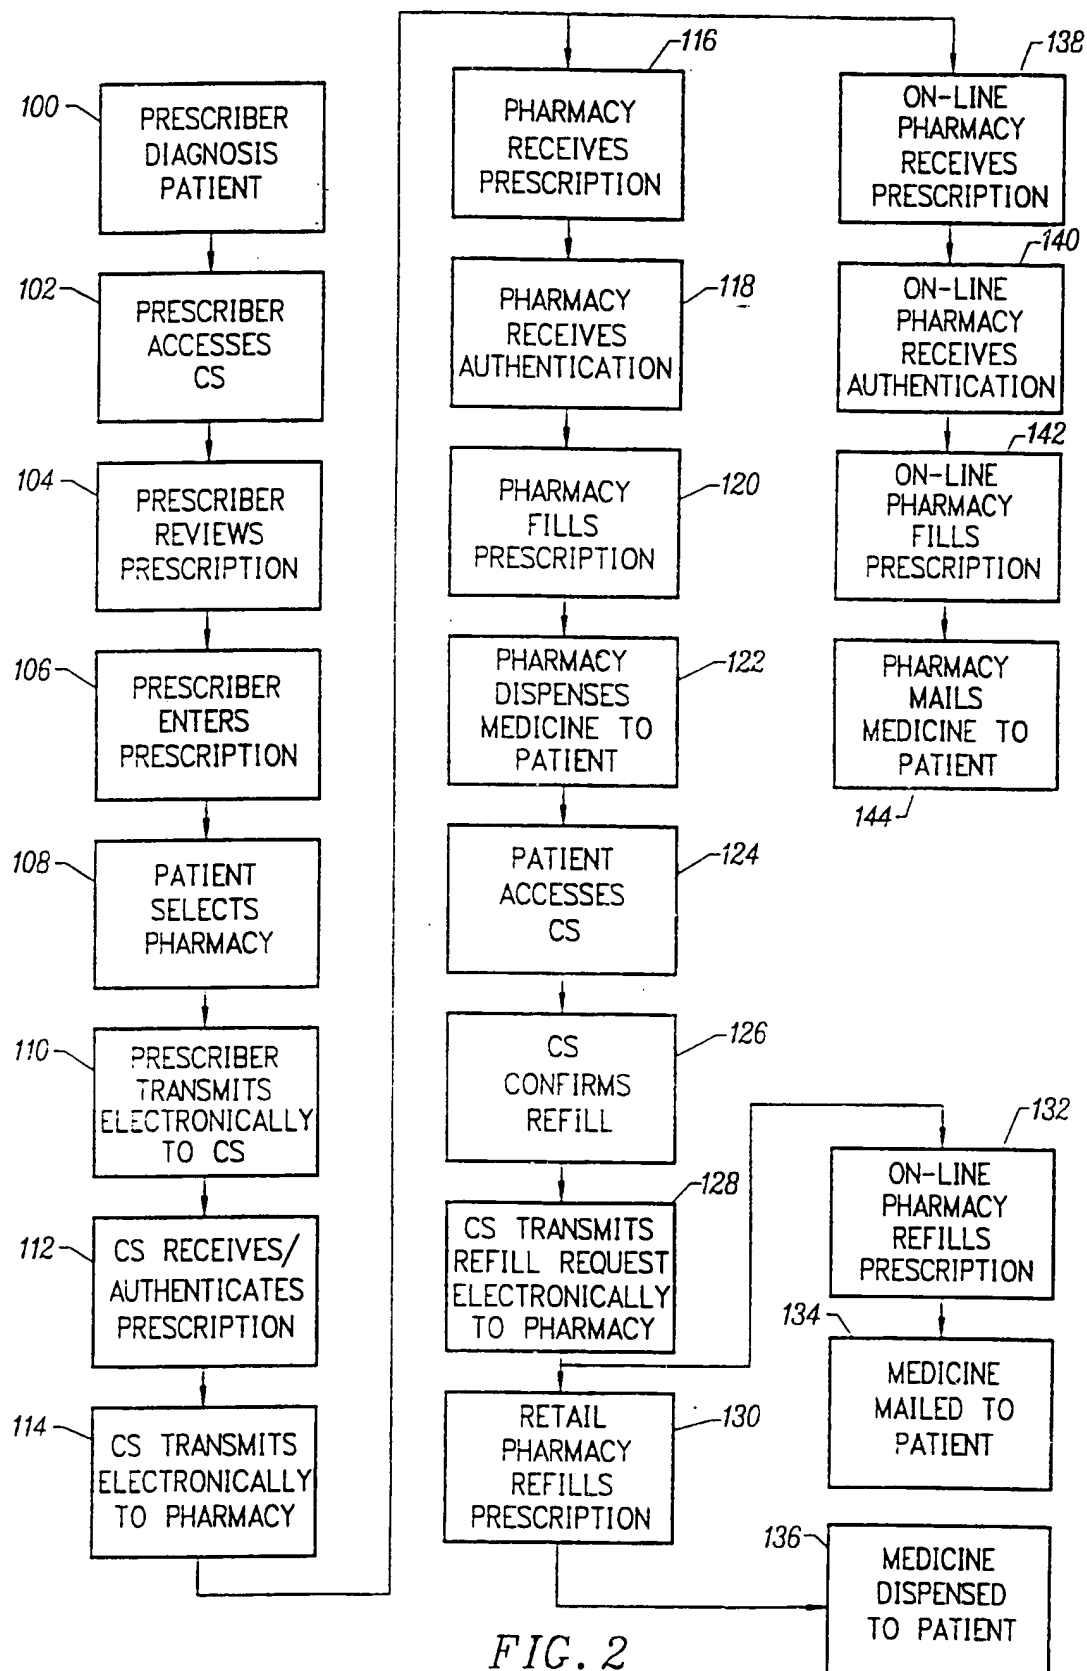 100
PRESCRIBER
DIAGNOSIS
PATIENT
102
PRESCRIBER
ACCESSES
CS
104
PRESCRIBER
REVIEWS
PRESCRIPTION
106
PRESCRIBER
ENTERS
PRESCRIPTION
108
PATIENT
SELECTS
PHARMACY
110
PRESCRIBER
TRANSMITS
ELECTRONICALLY
TO CS
112
CS RECEIVES/
AUTHENTICATES
PRESCRIPTION
114
CS TRANSMITS
ELECTRONICALLY
TO PHARMACY
116
PHARMACY
RECEIVES
PRESCRIPTION
118
PHARMACY
RECEIVES
AUTHENTICATION
120
PHARMACY
FILLS
PRESCRIPTION
122
PHARMACY
DISPENSES
MEDICINE TO
PATIENT
124
PATIENT
ACCESSES
CS
126
CS
CONFIRMS
REFILL
128
CS TRANSMITS
REFILL REQUEST
ELECTRONICALLY
TO PHARMACY
130
RETAIL
PHARMACY
REFILLS
PRESCRIPTION
138
ON-LINE
PHARMACY
RECEIVES
PRESCRIPTION
140
ON-LINE
PHARMACY
RECEIVES
AUTHENTICATION
142
ON-LINE
PHARMACY
FILLS
PRESCRIPTION
PHARMACY
MAILS
MEDICINE TO
PATIENT
144
132
ON-LINE
PHARMACY
REFILLS
PRESCRIPTION
134
MEDICINE
MAILED TO
PATIENT
136
MEDICINE
DISPENSED
TO PATIENT
FIG. 2